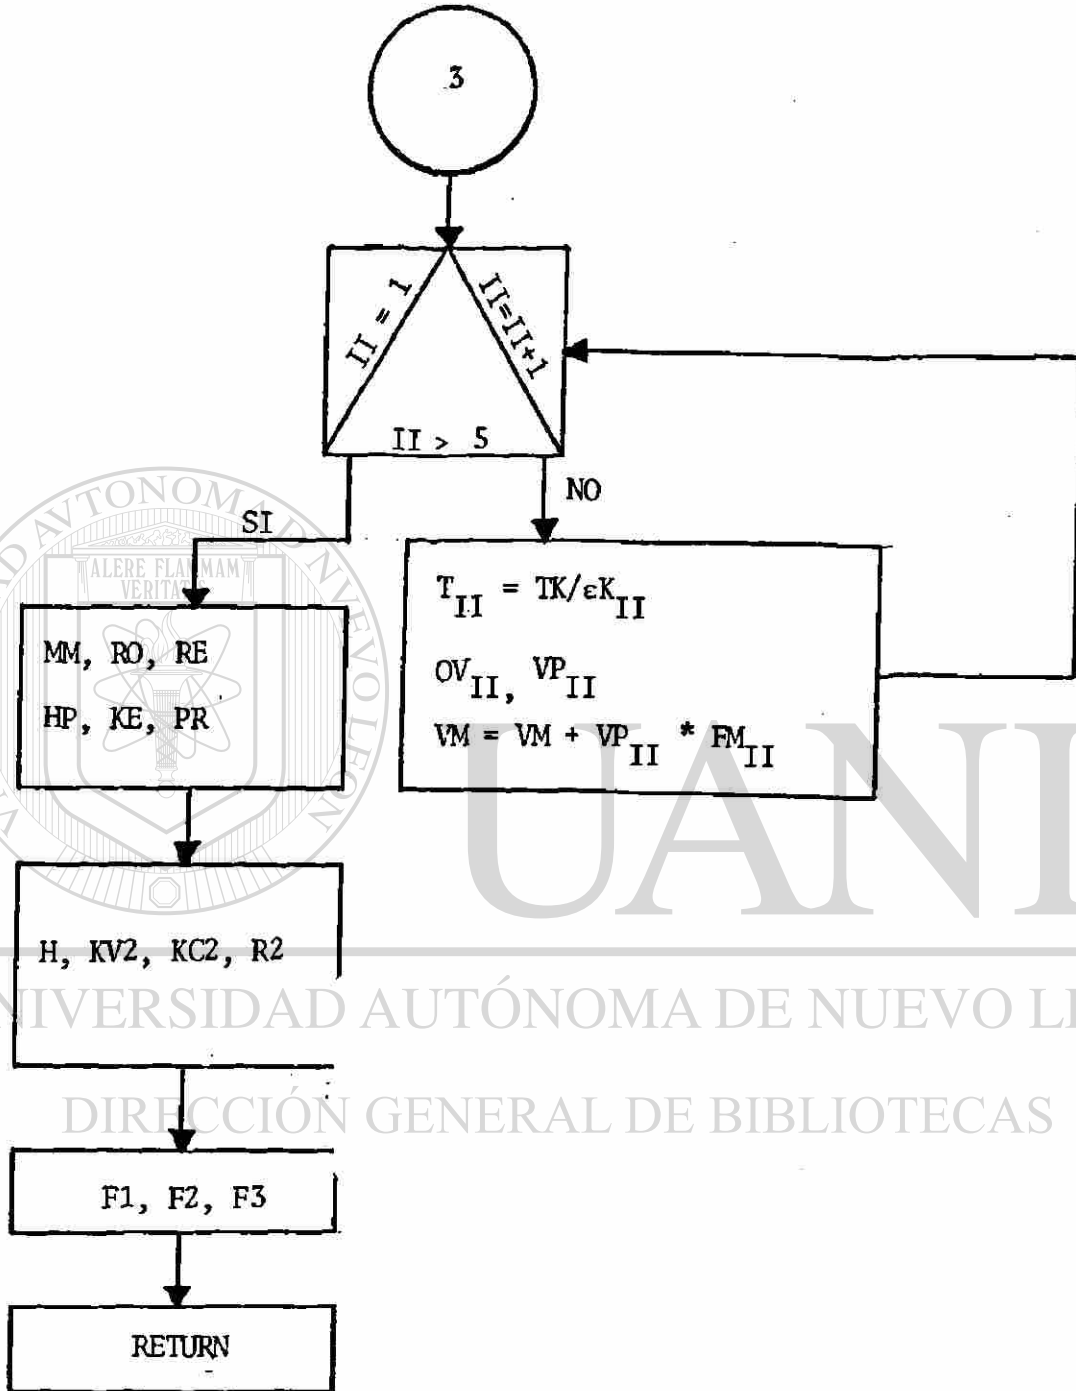 3
II = 1
II=II+1
II > 5
SI
NO
T_II = TK/εK_II
OV_II, VP_II
VM = VM + VP_II * FM_II
MM, RO, RE
HP, KE, PR
H, KV2, KC2, R2
F1, F2, F3
RETURN
ALERE FLAMMAM
VERITAT
UANL
UNIVERSIDAD AUTÓNOMA DE NUEVO LE
DIRECCIÓN GENERAL DE BIBLIOTECAS